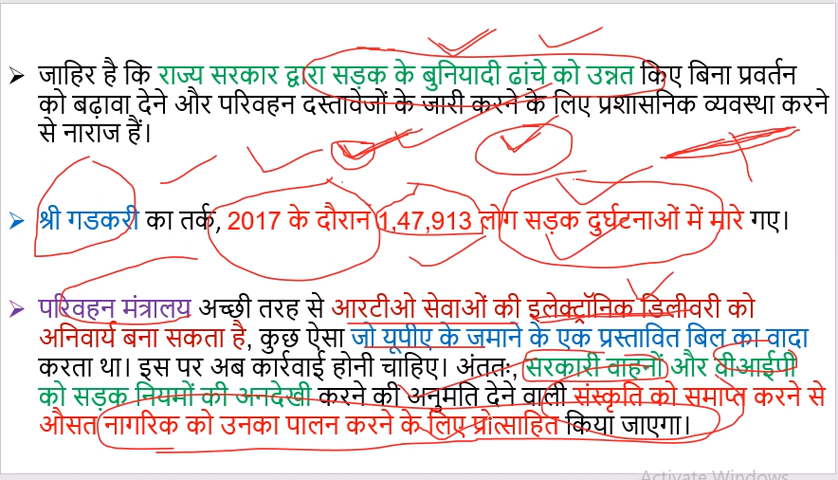 ➢ जाहिर है कि राज्य सरकार द्वारा सड़क के बुनियादी ढांचे को उन्नत किए बिना प्रवर्तन
को बढ़ावा देने और परिवहन दस्तावेजों के जारी करने के लिए प्रशासनिक व्यवस्था करने
से नाराज हैं।
➢ श्री गडकरी का तर्क, 2017 के दौरान 1,47,913 लोग सड़क दुर्घटनाओं में मारे गए।
➢ परिवहन मंत्रालय अच्छी तरह से आरटीओ सेवाओं की इलेक्ट्रॉनिक डिलीवरी को
अनिवार्य बना सकता है, कुछ ऐसा जो यूपीए के जमाने के एक प्रस्तावित बिल का वादा
करता था। इस पर अब कार्रवाई होनी चाहिए। अंततः, सरकारी वाहनों और वीआईपी
को सड़क नियमों की अनदेखी करने की अनुमति देने वाली संस्कृति को समाप्त करने से
औसत नागरिक को उनका पालन करने के लिए प्रोत्साहित किया जाएगा।
Activate Windows